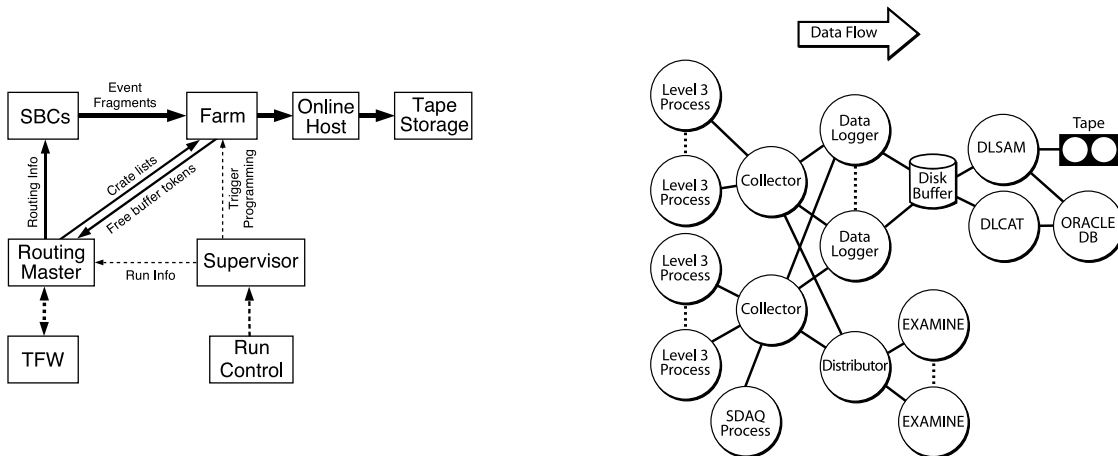 Event
Fragments
SBCs
Farm
Online
Host
Tape
Storage
Routing Info
Crate lists
Free buffer tokens
Trigger
Programming
Routing
Master
Run Info
Supervisor
TFW
Run
Control
Data Flow
Level 3
Process
Data
Logger
Tape
DLSAM
Level 3
Process
Collector
Disk
Buffer
DLCAT
ORACLE
DB
Data
Logger
Level 3
Process
Collector
EXAMINE
Level 3
Process
Distributor
SDAQ
Process
EXAMINE